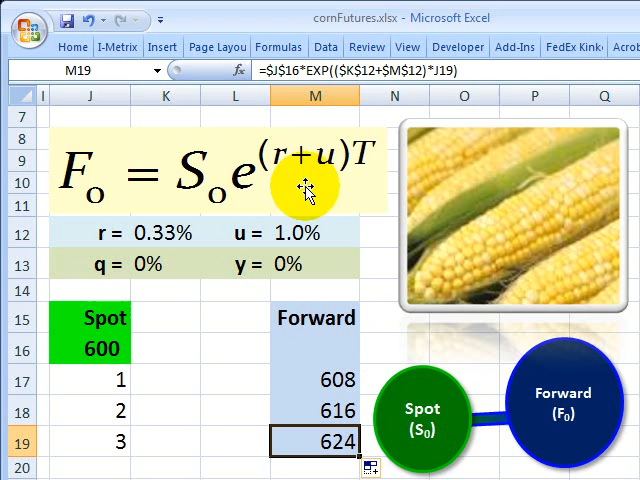 cornFutures.xlsx - Microsoft Excel
Home I-Metrix Insert Page Layou Formulas Data Review View Developer Add-Ins FedEx Kink Acrob
M19 fx =$J$16*EXP(($K$12+$M$12)*J19)
I J K L M N O P Q
7
8
9
10
11
F₀ = S₀e^(r+u)T
12 r = 0.33% u = 1.0%
13 q = 0% y = 0%
14
15 Spot Forward
16 600
17 1 608
18 2 616
19 3 624
20
Spot
(S₀)
Forward
(F₀)